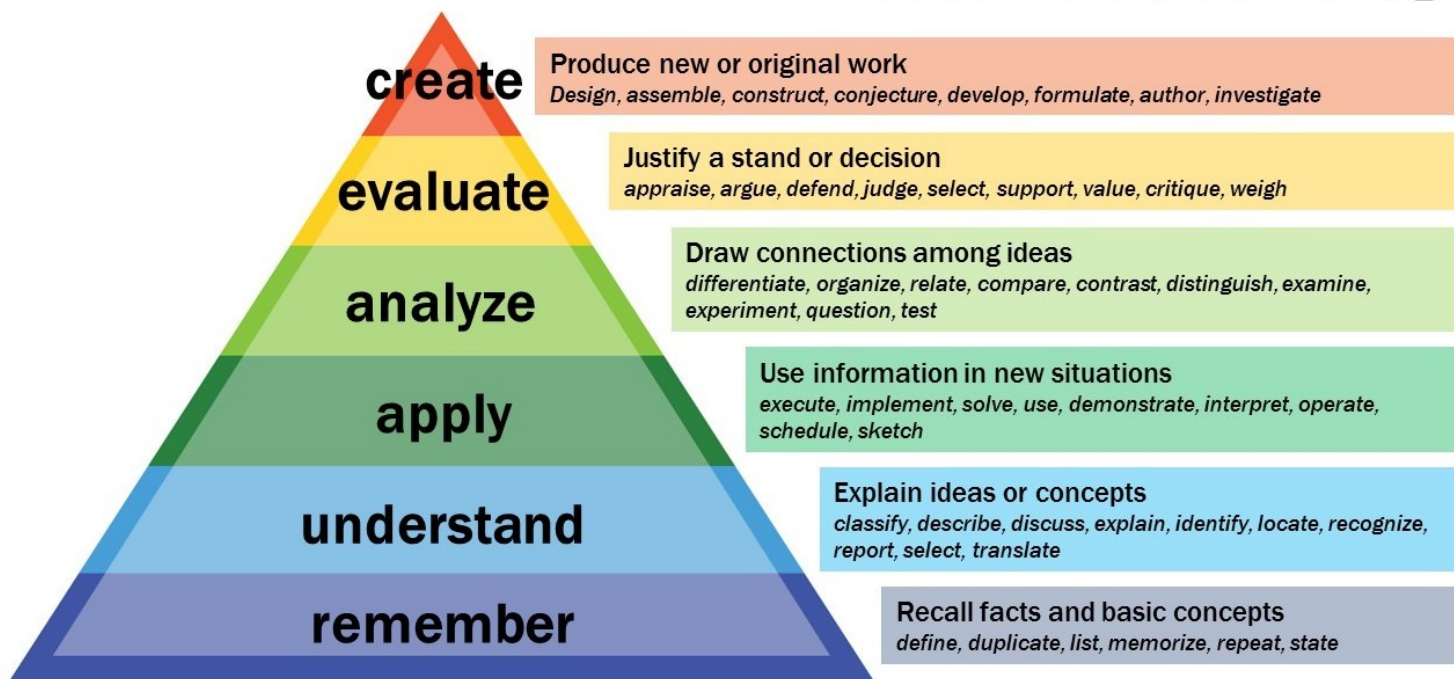 create
Produce new or original work
Design, assemble, construct, conjecture, develop, formulate, author, investigate
evaluate
Justify a stand or decision
appraise, argue, defend, judge, select, support, value, critique, weigh
analyze
Draw connections among ideas
differentiate, organize, relate, compare, contrast, distinguish, examine,
experiment, question, test
apply
Use information in new situations
execute, implement, solve, use, demonstrate, interpret, operate,
schedule, sketch
understand
Explain ideas or concepts
classify, describe, discuss, explain, identify, locate, recognize,
report, select, translate
remember
Recall facts and basic concepts
define, duplicate, list, memorize, repeat, state